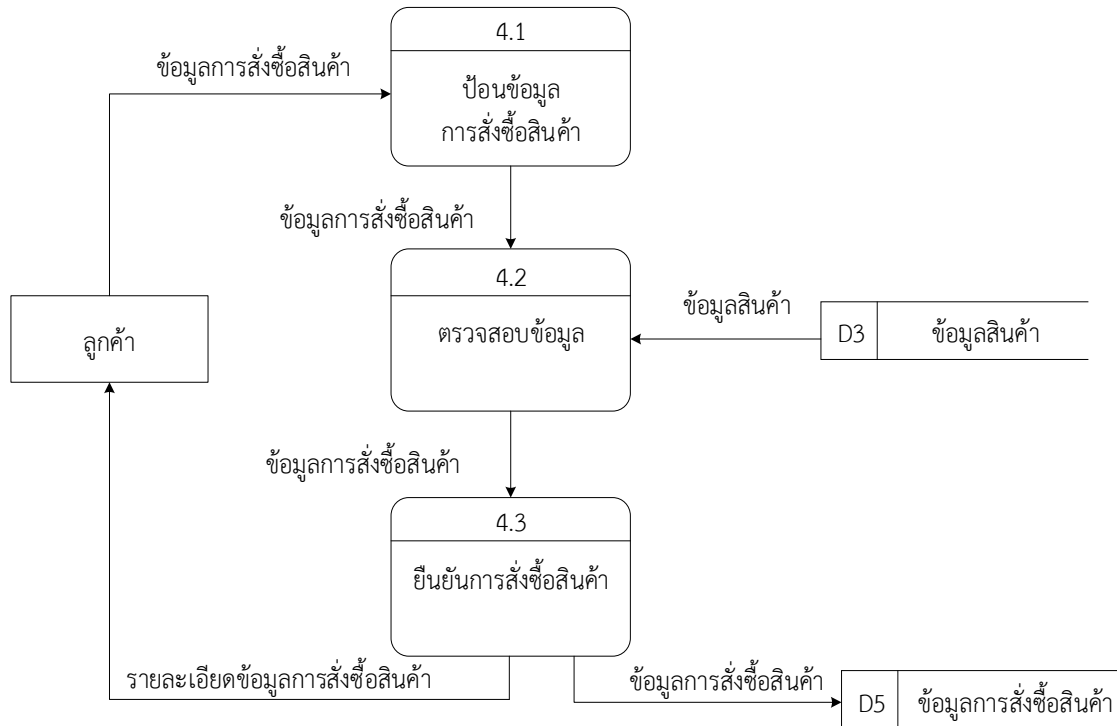 4.1
ข้อมูลการสั่งซื้อสินค้า
ป้อนข้อมูล
การสั่งซื้อสินค้า
ข้อมูลการสั่งซื้อสินค้า
4.2
ข้อมูลสินค้า
ลูกค้า
ตรวจสอบข้อมูล
D3
ข้อมูลสินค้า
ข้อมูลการสั่งซื้อสินค้า
4.3
ยืนยันการสั่งซื้อสินค้า
รายละเอียดข้อมูลการสั่งซื้อสินค้า
ข้อมูลการสั่งซื้อสินค้า
D5
ข้อมูลการสั่งซื้อสินค้า